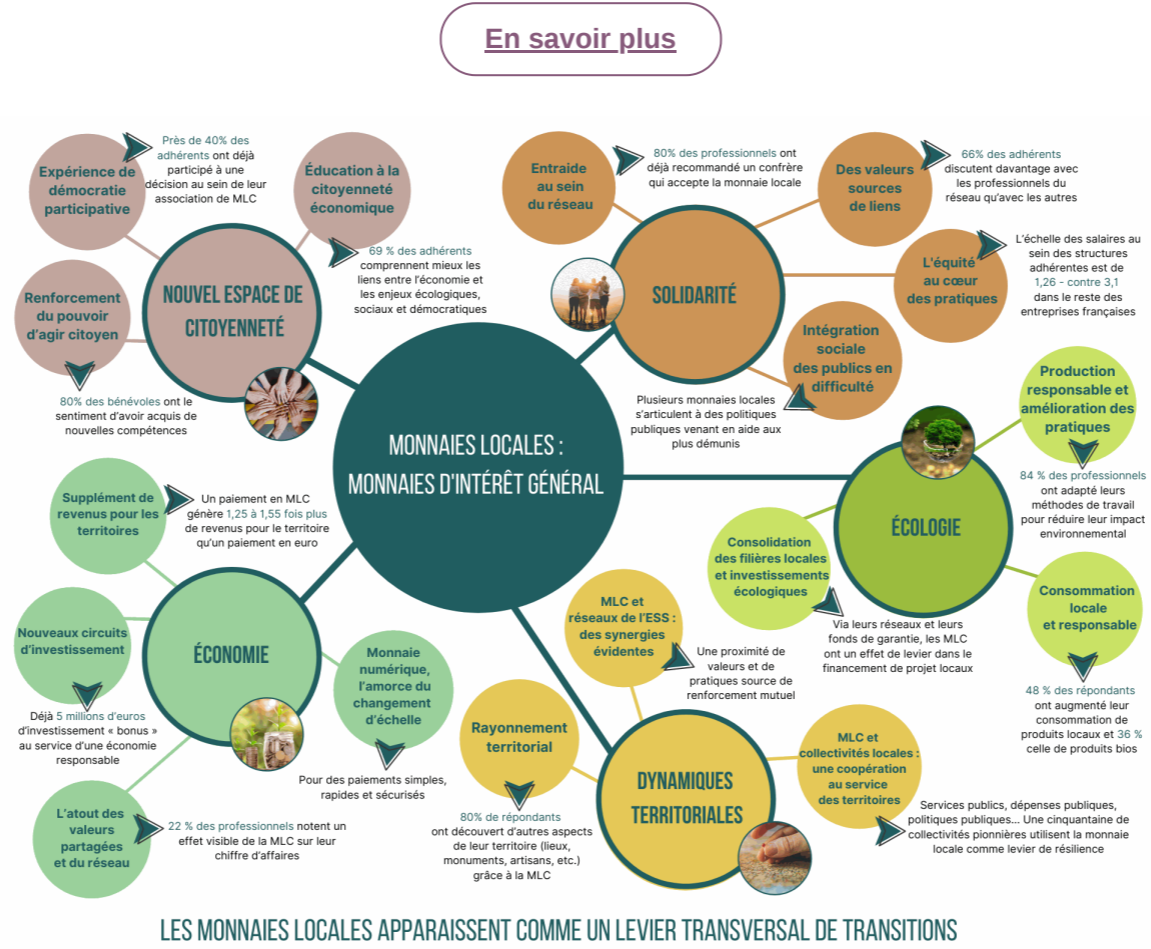 En savoir plus
Expérience de
démocratie
participative
Près de 40% des
adhérents ont déjà
participé à une
décision au sein de leur
association de MLC
Éducation à la
citoyenneté
économique
69 % des adhérents
comprennent mieux les
liens entre l'économie et
les enjeux écologiques,
sociaux et démocratiques
Renforcement
du pouvoir
d'agir citoyen
80% des bénévoles ont le
sentiment d'avoir acquis de
nouvelles compétences
NOUVEL ESPACE DE
CITOYENNETÉ
Entraide
au sein
du réseau
80% des professionnels ont
déjà recommandé un confrère
qui accepte la monnaie locale
Des valeurs
sources
de liens
66% des adhérents
discutent davantage avec
les professionnels du
réseau qu'avec les autres
SOLIDARITÉ
L'équité
au cœur
des pratiques
L'échelle des salaires au
sein des structures
adhérentes est de
1,26 - contre 3,1
dans le reste des
entreprises françaises
Intégration
sociale
des publics en
difficulté
Plusieurs monnaies locales
s'articulent à des politiques
publiques venant en aide aux
plus démunis
MONNAIES LOCALES :
MONNAIES D'INTÉRÊT GÉNÉRAL
Production
responsable et
amélioration des
pratiques
84 % des professionnels
ont adapté leurs
méthodes de travail
pour réduire leur impact
environnemental
ÉCOLOGIE
Consolidation
des filières locales
et investissements
écologiques
Via leurs réseaux et leurs
fonds de garantie, les MLC
ont un effet de levier dans le
financement de projet locaux
Consommation
locale
et responsable
48 % des répondants
ont augmenté leur
consommation de
produits locaux et 36 %
celle de produits bios
Supplément de
revenus pour les
territoires
Un paiement en MLC
génère 1,25 à 1,55 fois plus
de revenus pour le territoire
qu'un paiement en euro
Nouveaux circuits
d'investissement
Déjà 5 millions d'euros
d'investissement « bonus »
au service d'une économie
responsable
ÉCONOMIE
Monnaie
numérique,
l'amorce du
changement
d'échelle
Pour des paiements simples,
rapides et sécurisés
L'atout des
valeurs
partagées
et du réseau
22 % des professionnels notent un
effet visible de la MLC sur leur
chiffre d'affaires
MLC et
réseaux de l'ESS :
des synergies
évidentes
Une proximité de
valeurs et de
pratiques source de
renforcement mutuel
Rayonnement
territorial
80% de répondants
ont découvert d'autres aspects
de leur territoire (lieux,
monuments, artisans, etc.)
grâce à la MLC
DYNAMIQUES
TERRITORIALES
MLC et
collectivités locales :
une coopération
au service
des territoires
Services publics, dépenses publiques,
politiques publiques... Une cinquantaine de
collectivités pionnières utilisent la monnaie
locale comme levier de résilience
LES MONNAIES LOCALES APPARAISSENT COMME UN LEVIER TRANSVERSAL DE TRANSITIONS